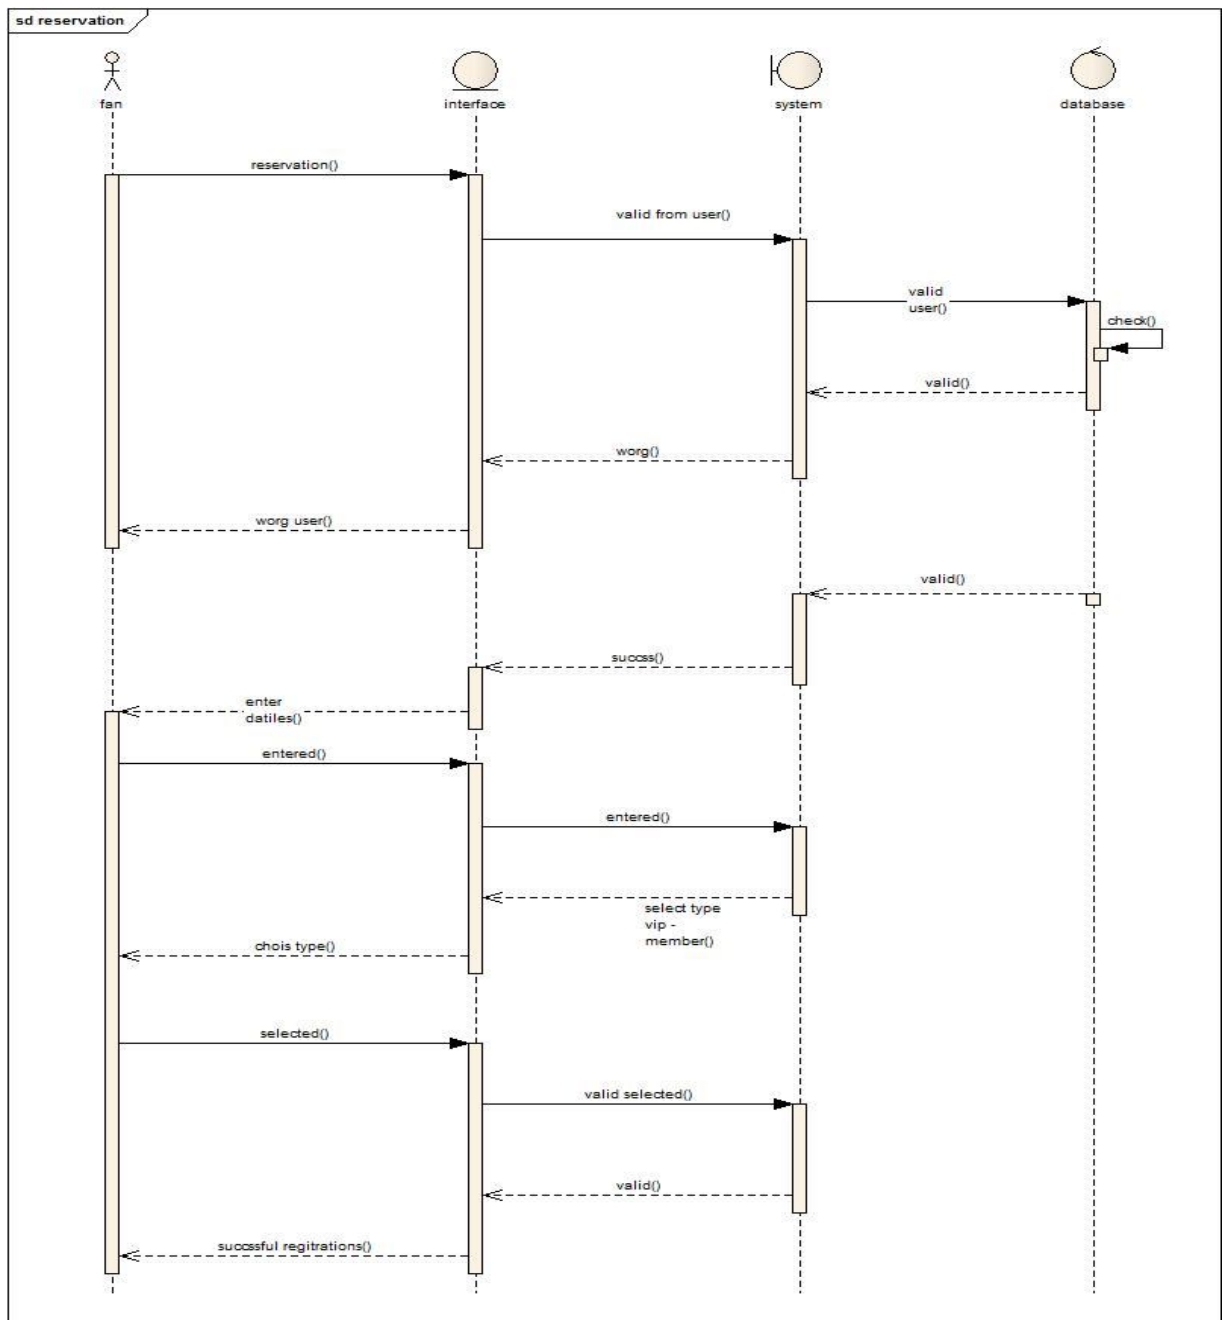 sd reservation
fan
interface
system
database
reservation()
valid from user()
valid
user()
check()
valid()
worg()
worg user()
valid()
succss()
enter
datiles()
entered()
entered()
select type
vip -
member()
chois type()
selected()
valid selected()
valid()
succssful regitrations()